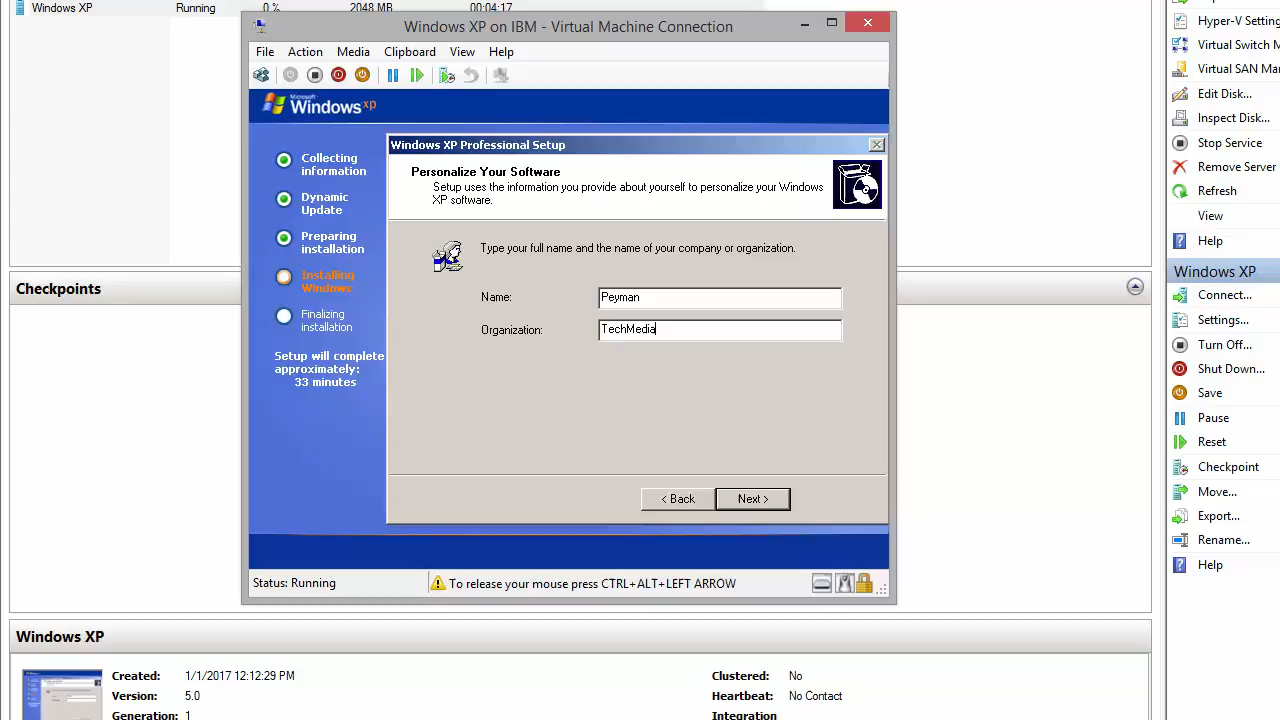 Windows XP Running 0 % 2048 MB 00:04:17
Windows XP on IBM - Virtual Machine Connection
File Action Media Clipboard View Help
Microsoft
Windows xp
Collecting
information
Dynamic
Update
Preparing
installation
Installing
Windows
Finalizing
installation
Setup will complete
approximately:
33 minutes
Windows XP Professional Setup
Personalize Your Software
Setup uses the information you provide about yourself to personalize your Windows
XP software.
Type your full name and the name of your company or organization.
Name: Peyman
Organization: TechMedia
< Back Next >
Status: Running
To release your mouse press CTRL+ALT+LEFT ARROW
Checkpoints
Windows XP
Created: 1/1/2017 12:12:29 PM
Version: 5.0
Generation: 1
Clustered: No
Heartbeat: No Contact
Integration
Hyper-V Setting
Virtual Switch M
Virtual SAN Mar
Edit Disk...
Inspect Disk...
Stop Service
Remove Server
Refresh
View
Help
Windows XP
Connect...
Settings...
Turn Off...
Shut Down...
Save
Pause
Reset
Checkpoint
Move...
Export...
Rename...
Help